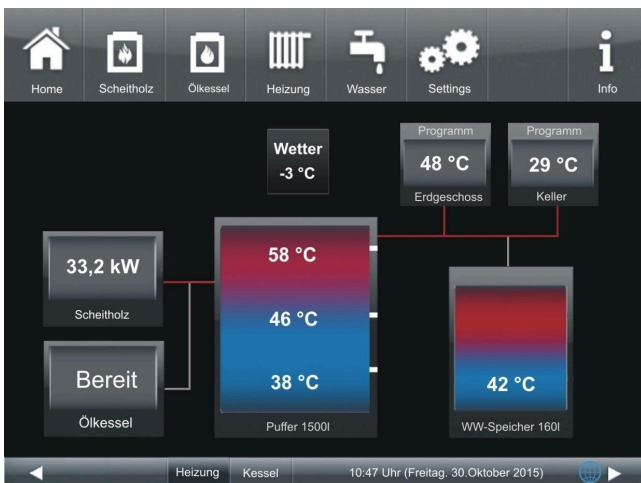 Home Scheitholz Ölkessel Heizung Wasser Settings Info
Wetter
-3 °C
Programm
48 °C
Erdgeschoss
Programm
29 °C
Keller
33,2 kW
Scheitholz
Bereit
Ölkessel
58 °C
46 °C
38 °C
Puffer 1500l
42 °C
WW-Speicher 160l
Heizung Kessel 10:47 Uhr (Freitag. 30.Oktober 2015)